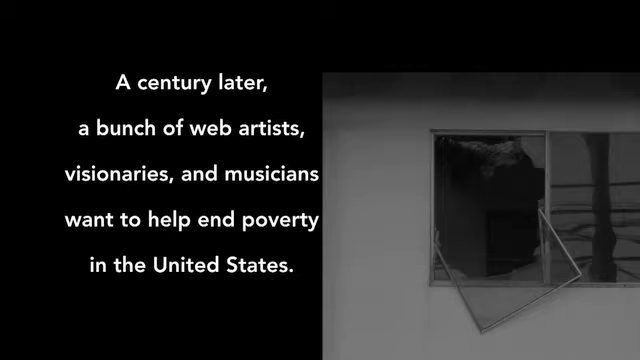 A century later,
a bunch of web artists,
visionaries, and musicians
want to help end poverty
in the United States.